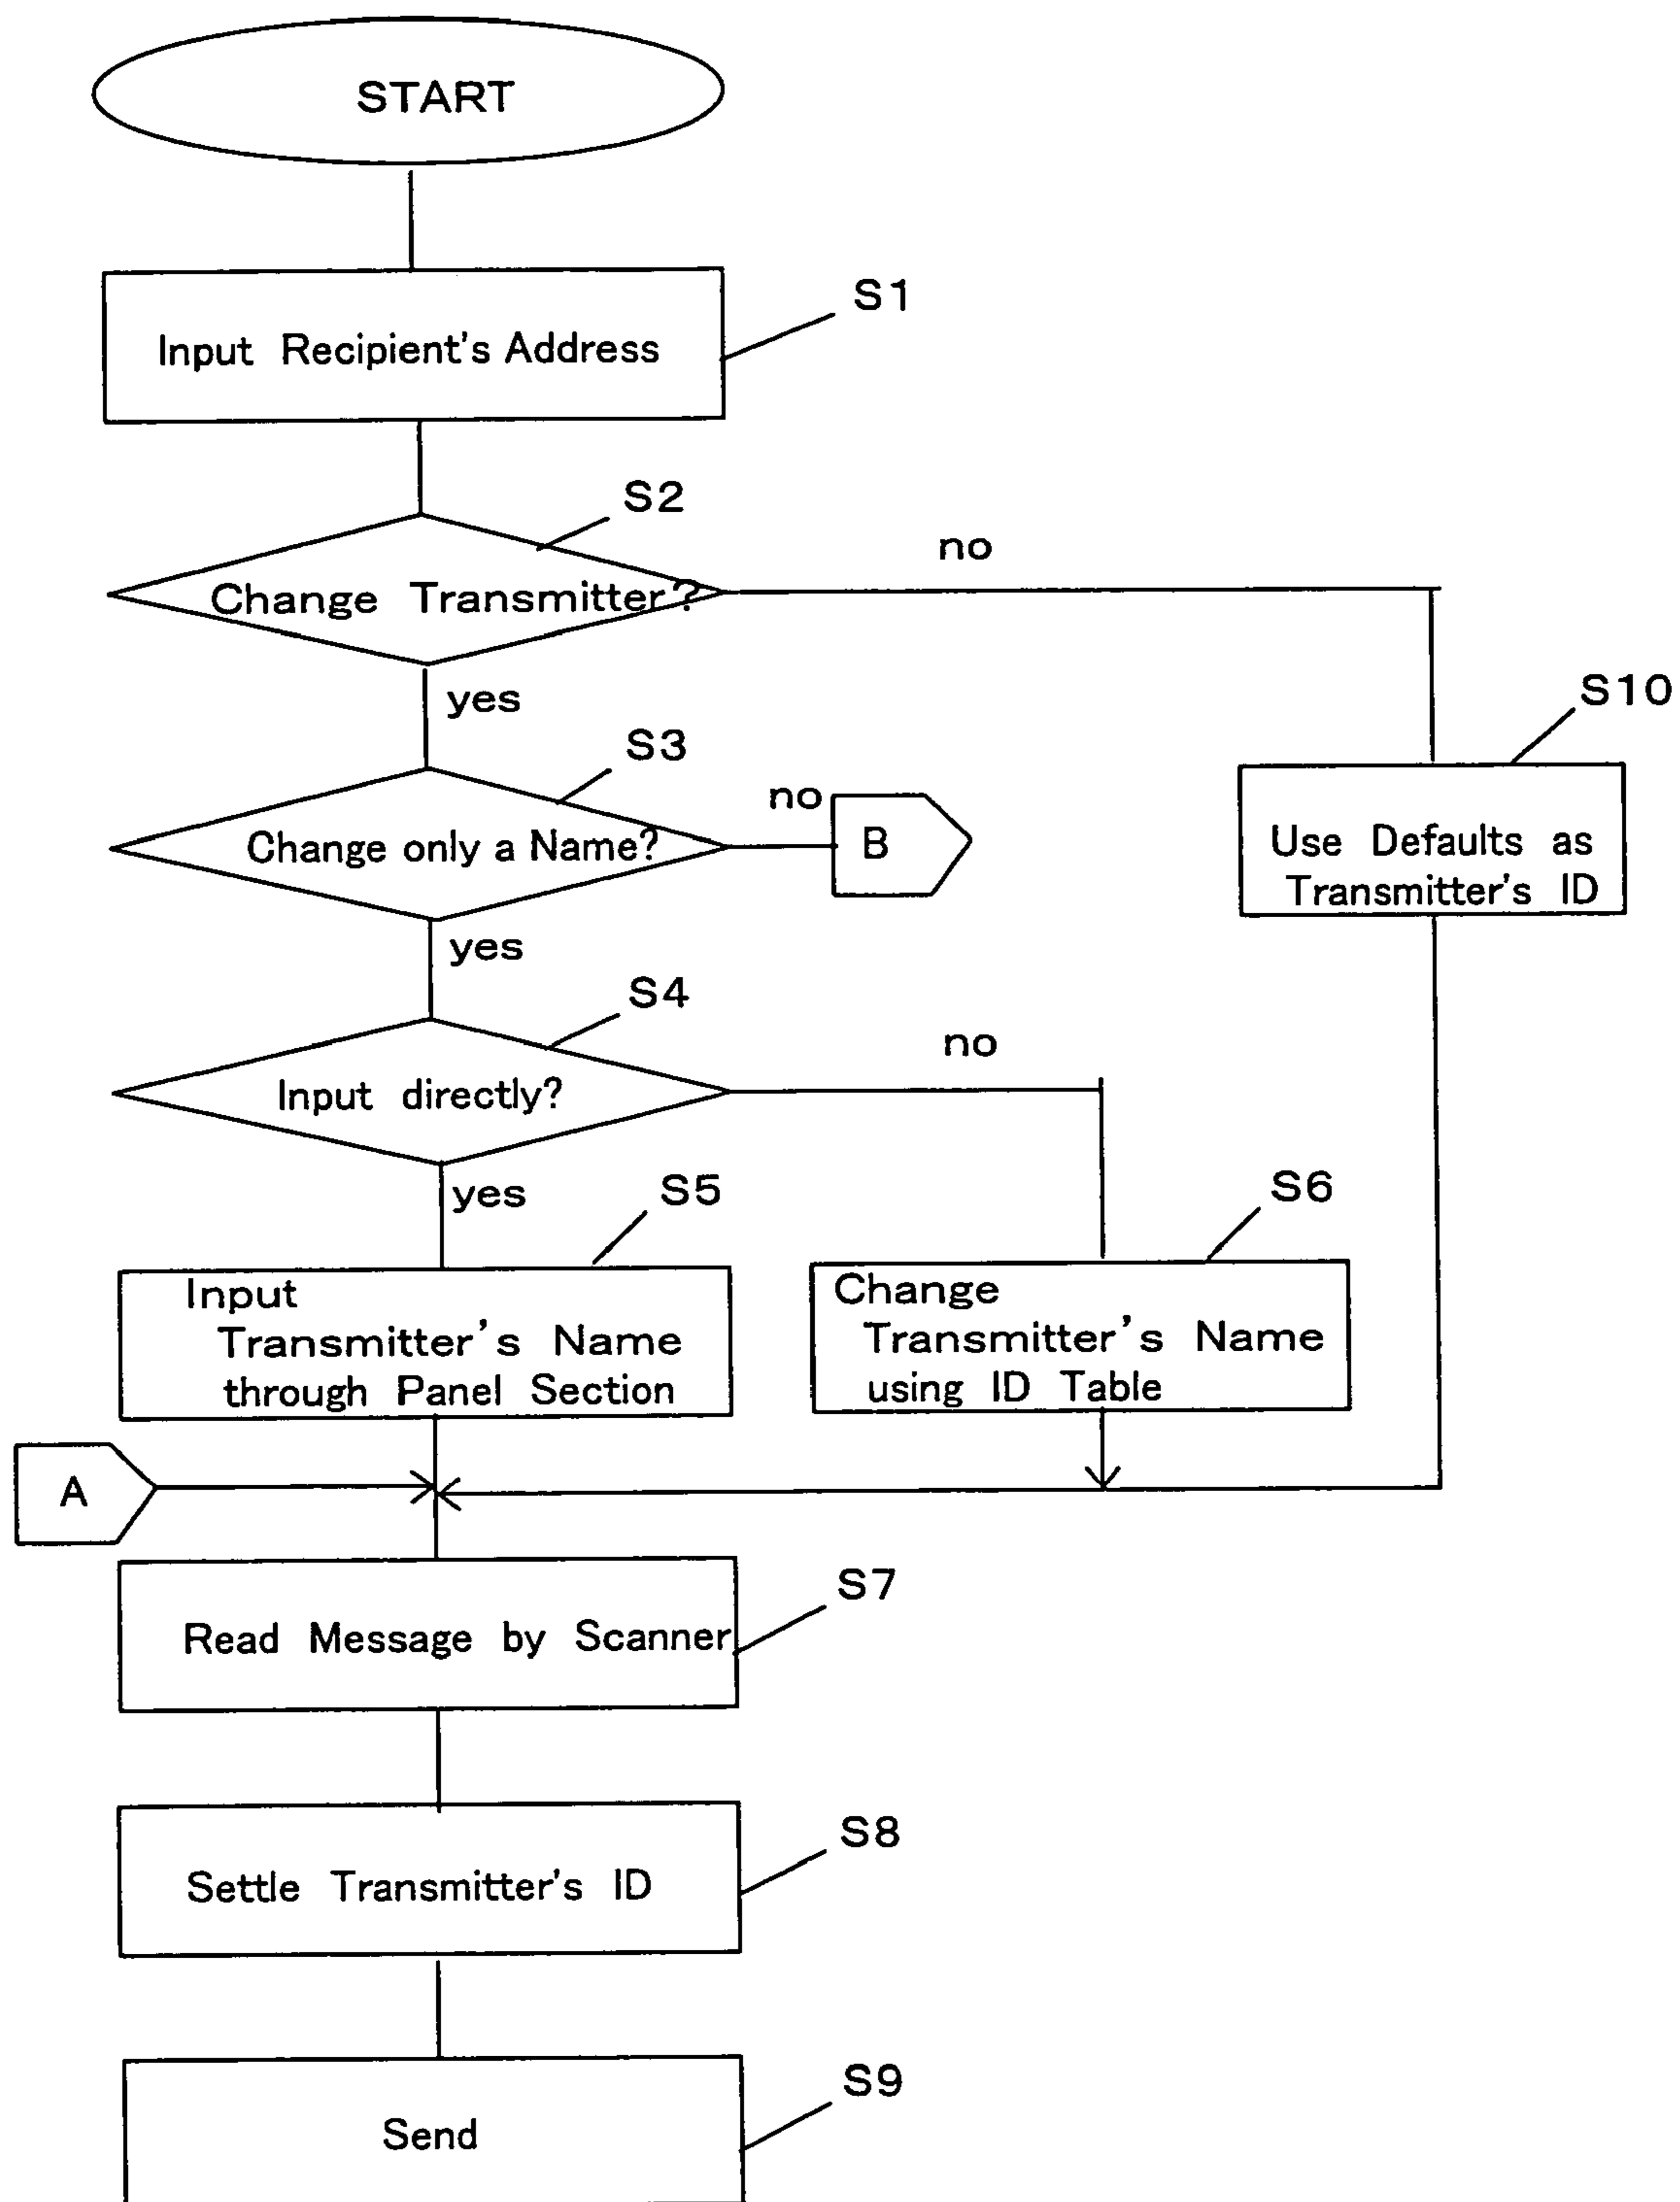 START
S1
Input Recipient's Address
S2
no
Change Transmitter?
yes
S10
S3
no
Change only a Name?
B
Use Defaults as
Transmitter's ID
yes
S4
no
Input directly?
yes
S5
S6
Input
Transmitter's Name
through Panel Section
Change
Transmitter's Name
using ID Table
A
S7
Read Message by Scanner
S8
Settle Transmitter's ID
S9
Send